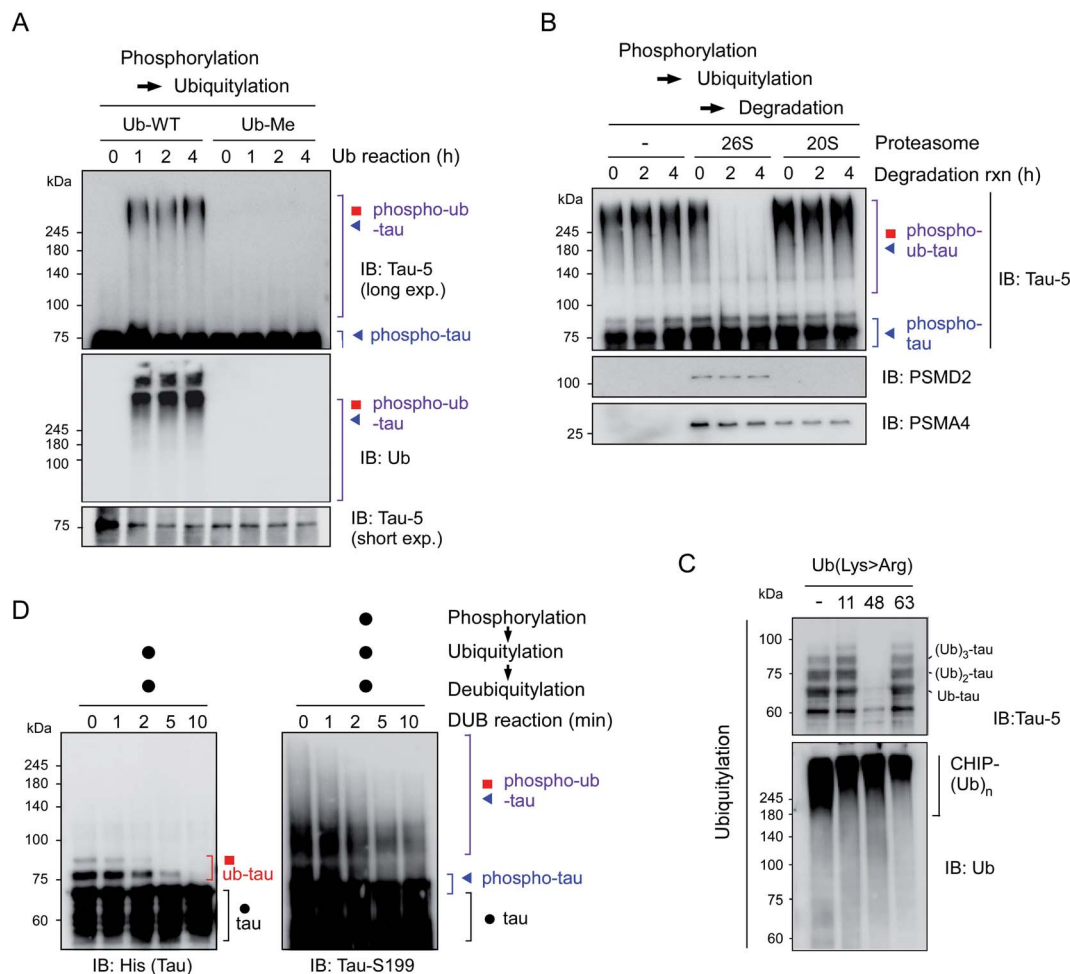 A
Phosphorylation
Ubiquitylation
Ub-WT Ub-Me
0 1 2 4 0 1 2 4 Ub reaction (h)
kDa
245
180
140
100
75
phospho-ub
-tau
IB: Tau-5
(long exp.)
phospho-tau
245
180
100
phospho-ub
-tau
IB: Ub
75
IB: Tau-5
(short exp.)
B
Phosphorylation
Ubiquitylation
Degradation
- 26S 20S Proteasome
0 2 4 0 2 4 0 2 4 Degradation rxn (h)
kDa
245
180
140
100
75
phospho-
ub-tau
IB: Tau-5
phospho-
tau
100
IB: PSMD2
25
IB: PSMA4
C
Ub(Lys>Arg)
kDa
- 11 48 63
100
75
60
(Ub)3-tau
(Ub)2-tau
Ub-tau
IB:Tau-5
Ubiquitylation
245
180
140
100
75
60
CHIP-
(Ub)n
IB: Ub
D
Phosphorylation
Ubiquitylation
Deubiquitylation
0 1 2 5 10 0 1 2 5 10 DUB reaction (min)
kDa
245
180
140
100
75
60
ub-tau
tau
phospho-ub
-tau
phospho-tau
tau
IB: His (Tau) IB: Tau-S199